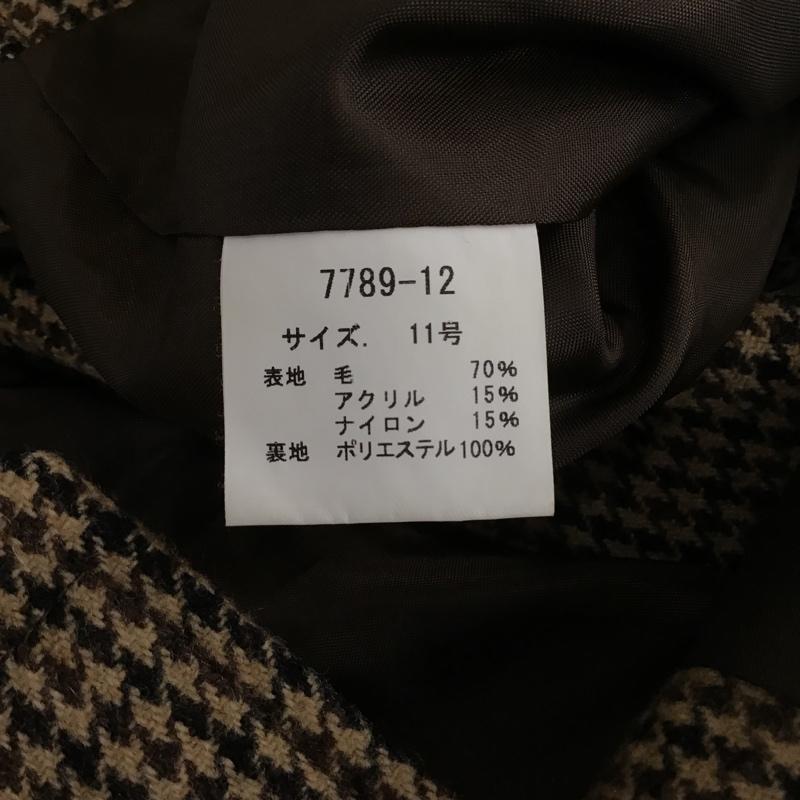 7789-12
サイズ. 11号
表地 毛 70%
アクリル 15%
ナイロン 15%
裏地 ポリエステル100%